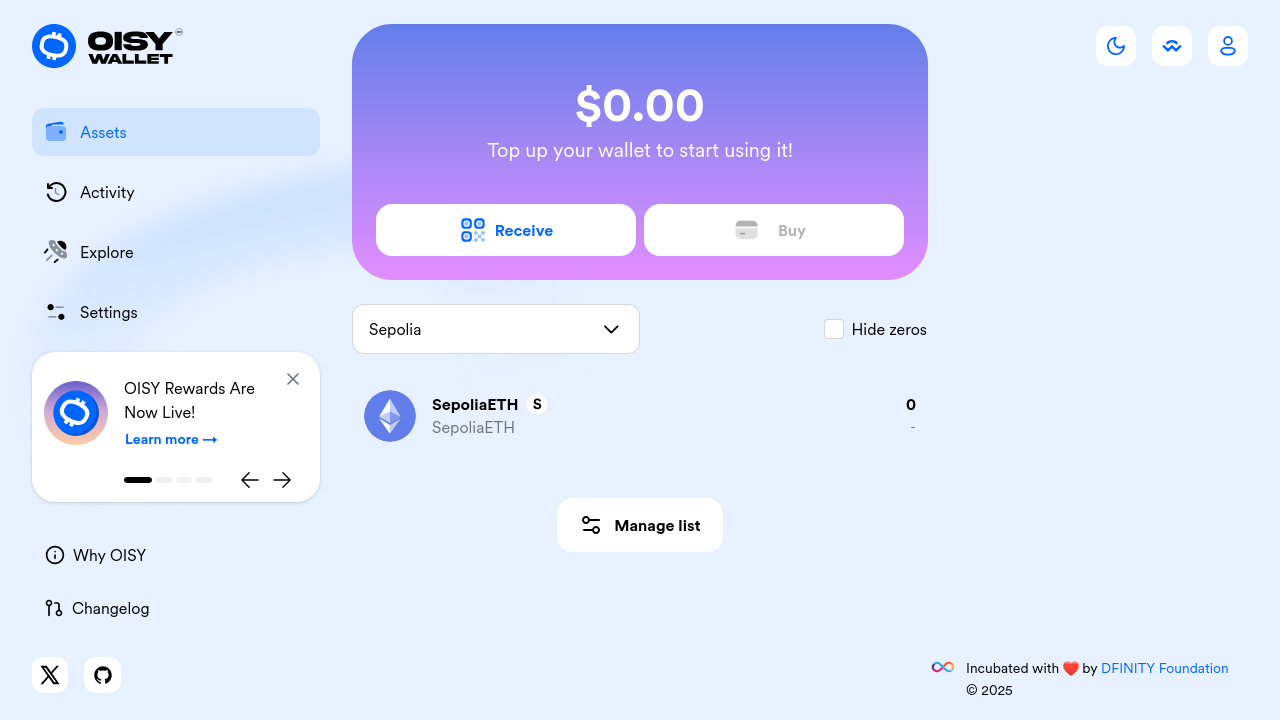 OISY
WALLET
Assets
Activity
Explore
Settings
OISY Rewards Are
Now Live!
Learn more →
Why OISY
Changelog
$0.00
Top up your wallet to start using it!
Receive
Buy
Sepolia
Hide zeros
SepoliaETH S
0
SepoliaETH
-
Manage list
Incubated with ❤️ by DFINITY Foundation
© 2025